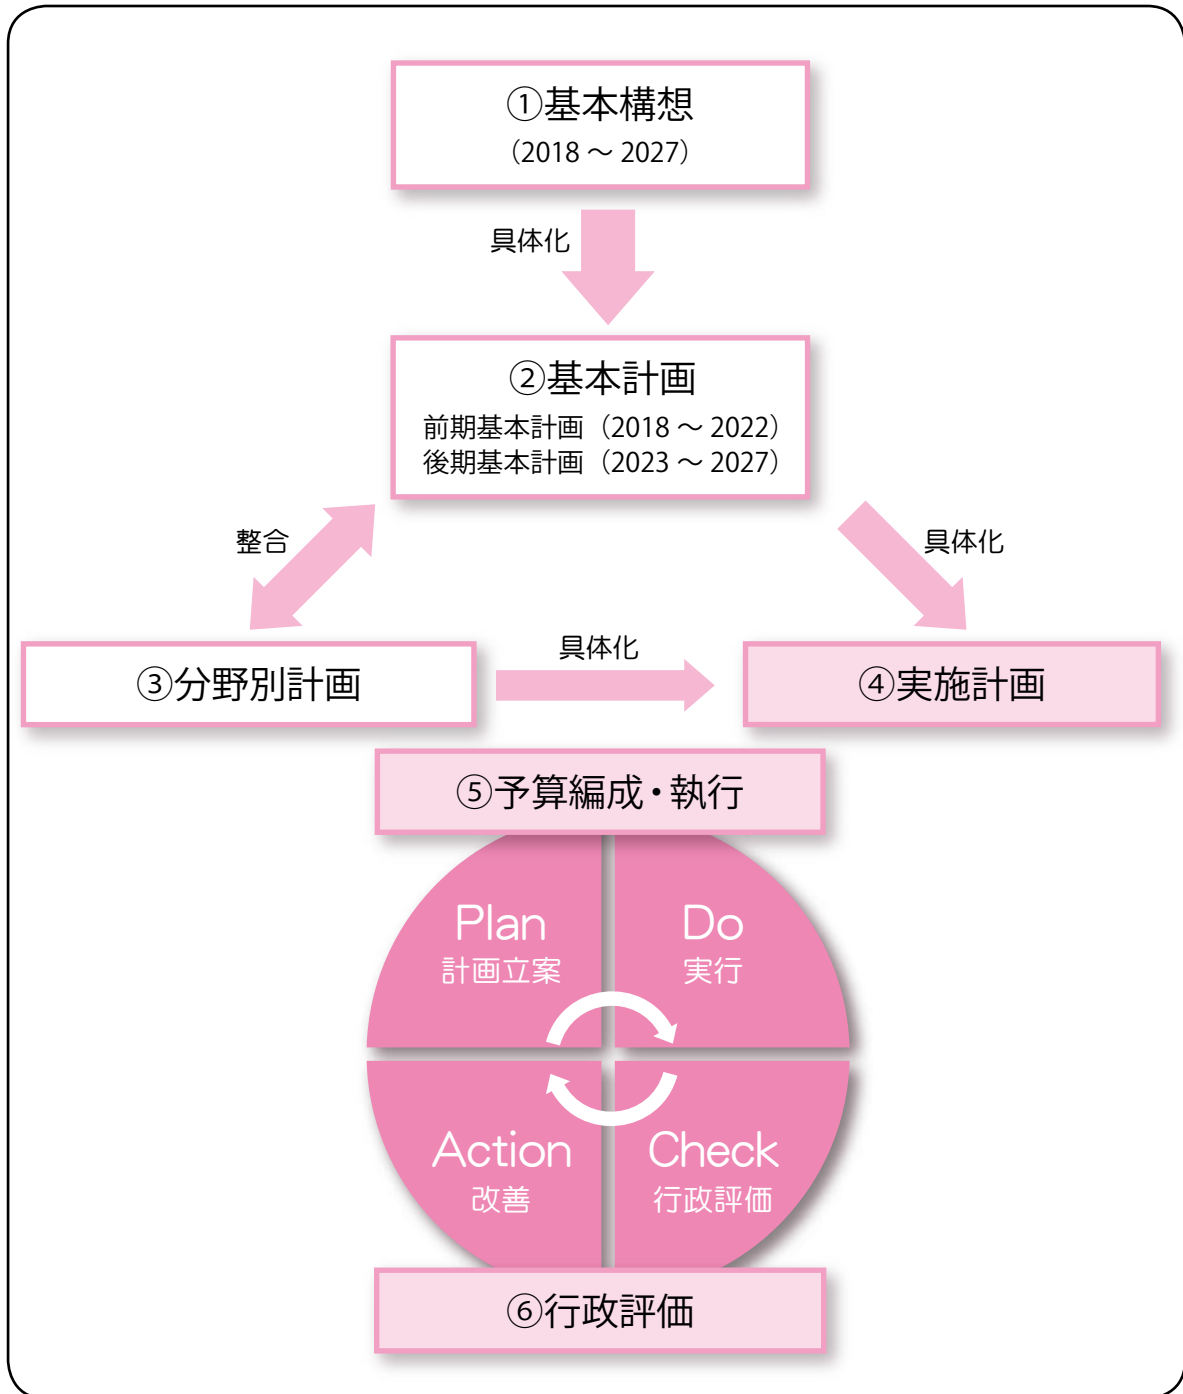 ①基本構想
（2018 ～ 2027）
具体化
②基本計画
前期基本計画（2018 ～ 2022）
後期基本計画（2023 ～ 2027）
整合
具体化
③分野別計画
具体化
④実施計画
⑤予算編成・執行
Plan
計画立案
Do
実行
Action
改善
Check
行政評価
⑥行政評価